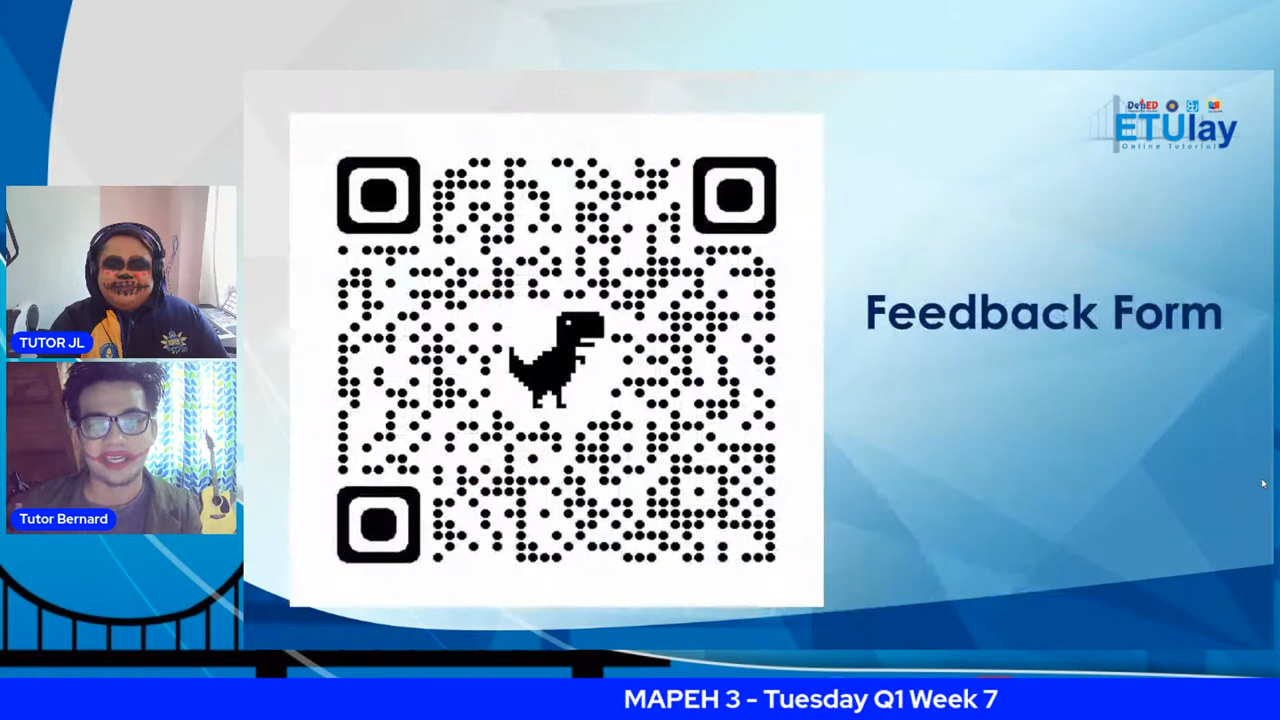 DepED
ETUlay
Online Tutorial
Feedback Form
TUTOR JL
Tutor Bernard
MAPEH 3 - Tuesday Q1 Week 7